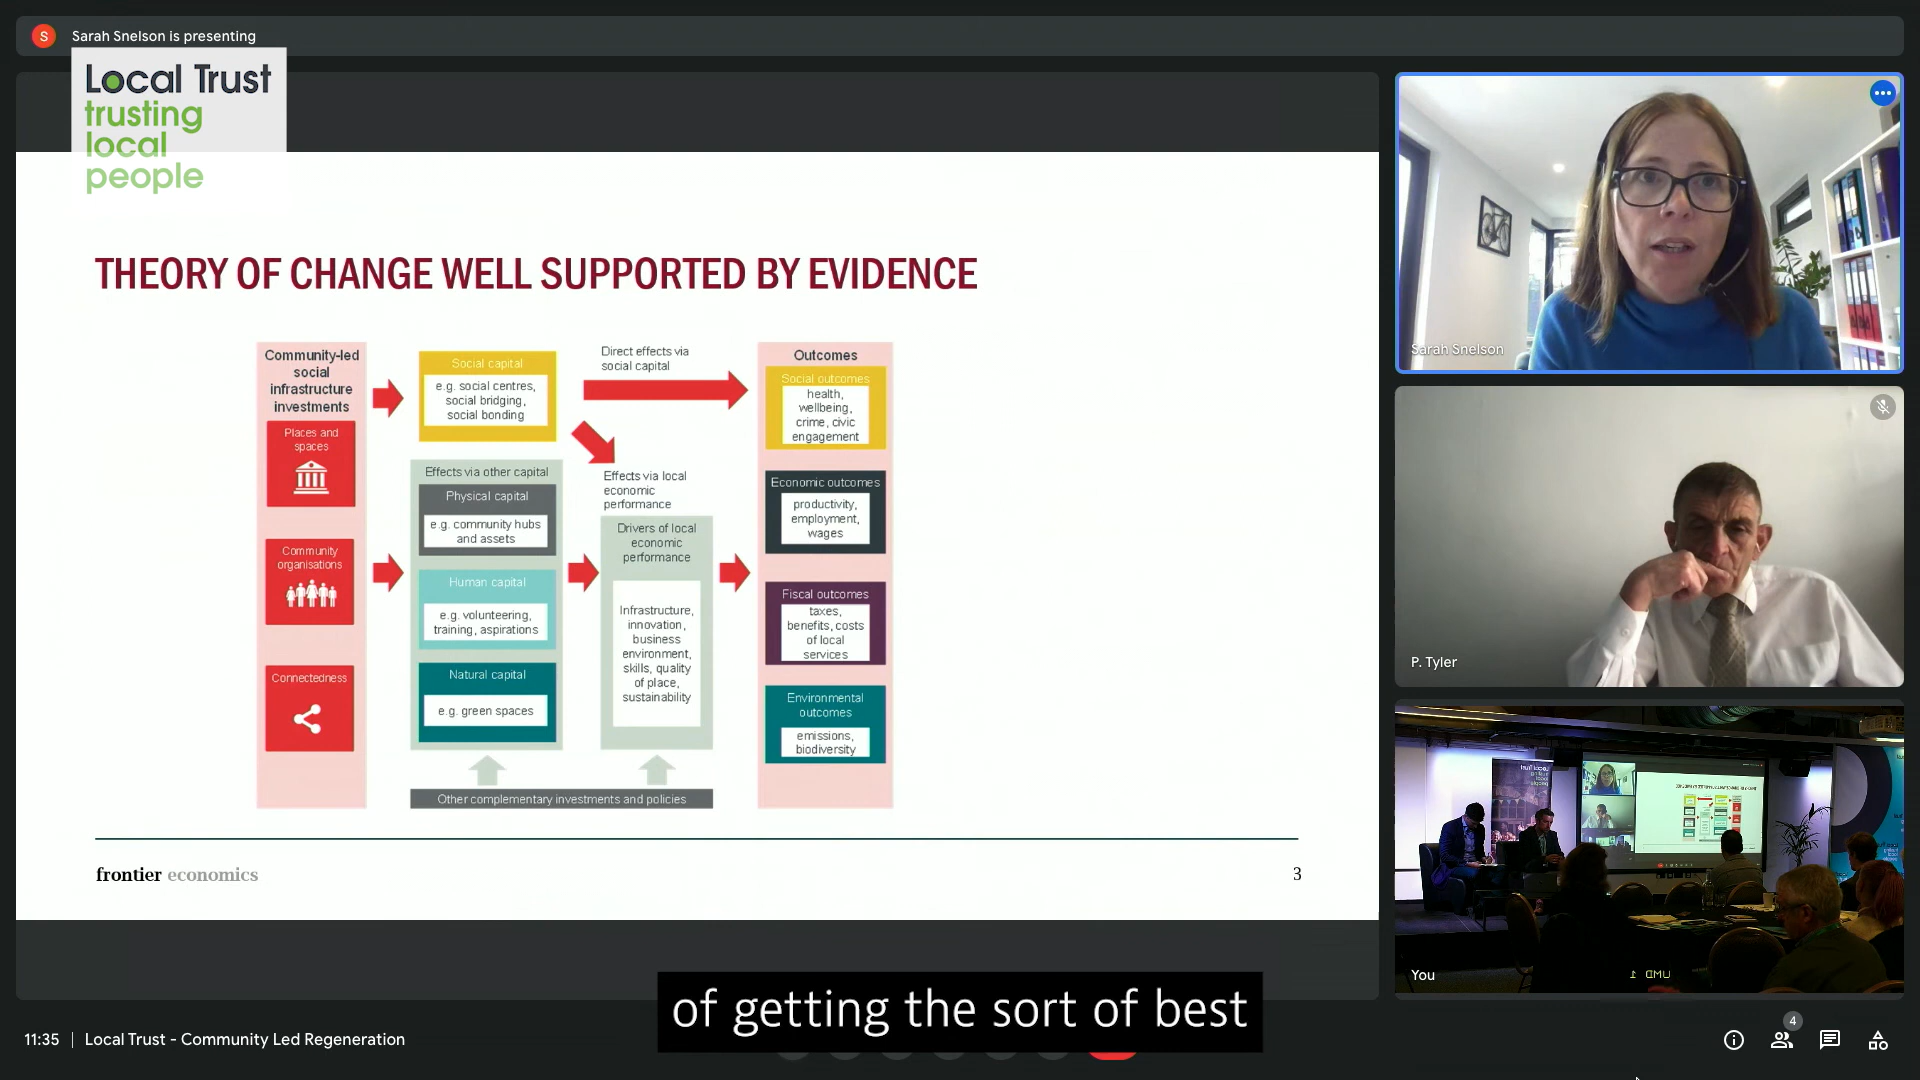 S
Sarah Snelson is presenting
Local Trust
trusting
local
people
THEORY OF CHANGE WELL SUPPORTED BY EVIDENCE
Community-led
social
infrastructure
investments
Places and
spaces
Community
organisations
Connectedness
Social capital
e.g. social centres,
social bridging,
social bonding
Effects via other capital
Physical capital
e.g. community hubs
and assets
Human capital
e.g. volunteering,
training, aspirations
Natural capital
e.g. green spaces
Direct effects via
social capital
Effects via local
economic
performance
Drivers of local
economic
performance
Infrastructure,
innovation,
business
environment,
skills, quality
of place,
sustainability
Other complementary investments and policies
Outcomes
Social outcomes
health,
wellbeing,
crime, civic
engagement
Economic outcomes
productivity,
employment,
wages
Fiscal outcomes
taxes,
benefits, costs
of local
services
Environmental
outcomes
emissions,
biodiversity
frontier economics
3
Sarah Snelson
P. Tyler
You
of getting the sort of best
11:35 | Local Trust - Community Led Regeneration
4